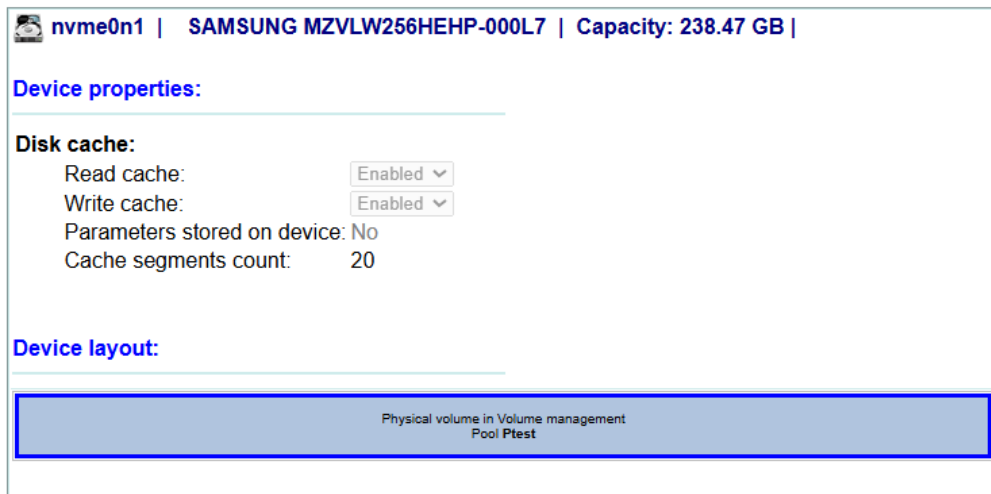 nvme0n1 | SAMSUNG MZVLW256HEHP-000L7 | Capacity: 238.47 GB |
Device properties:
Disk cache:
Read cache: Enabled
Write cache: Enabled
Parameters stored on device: No
Cache segments count: 20
Device layout:
Physical volume in Volume management
Pool Ptest